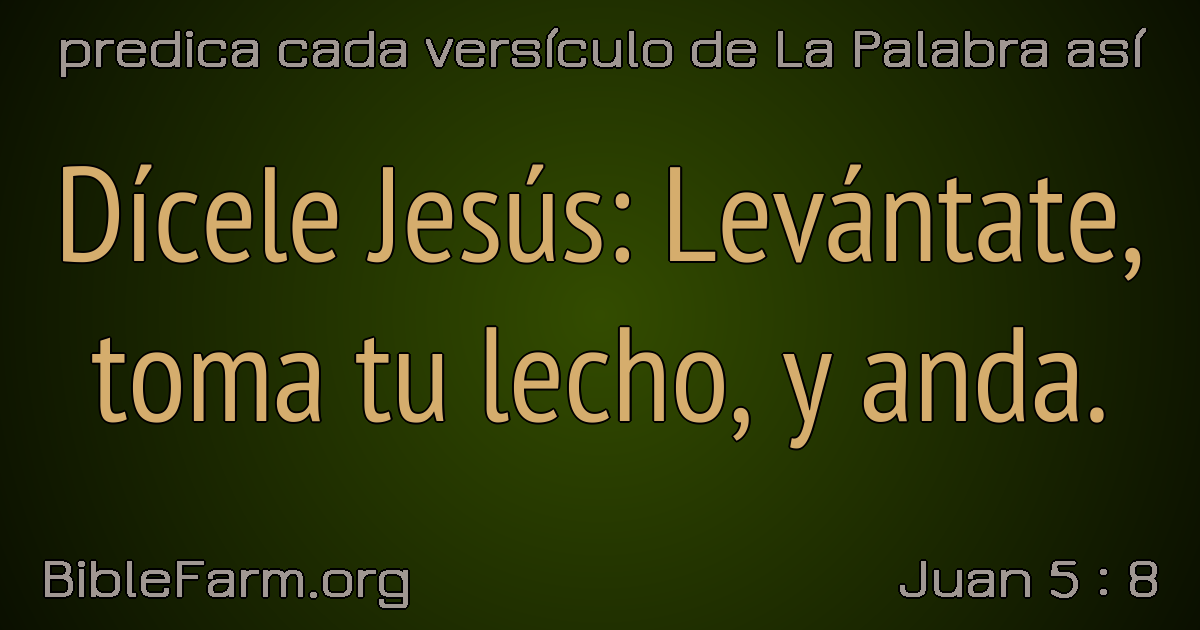 predica cada versículo de La Palabra así
Dícele Jesús: Levántate,
toma tu lecho, y anda.
BibleFarm.org
Juan 5 : 8